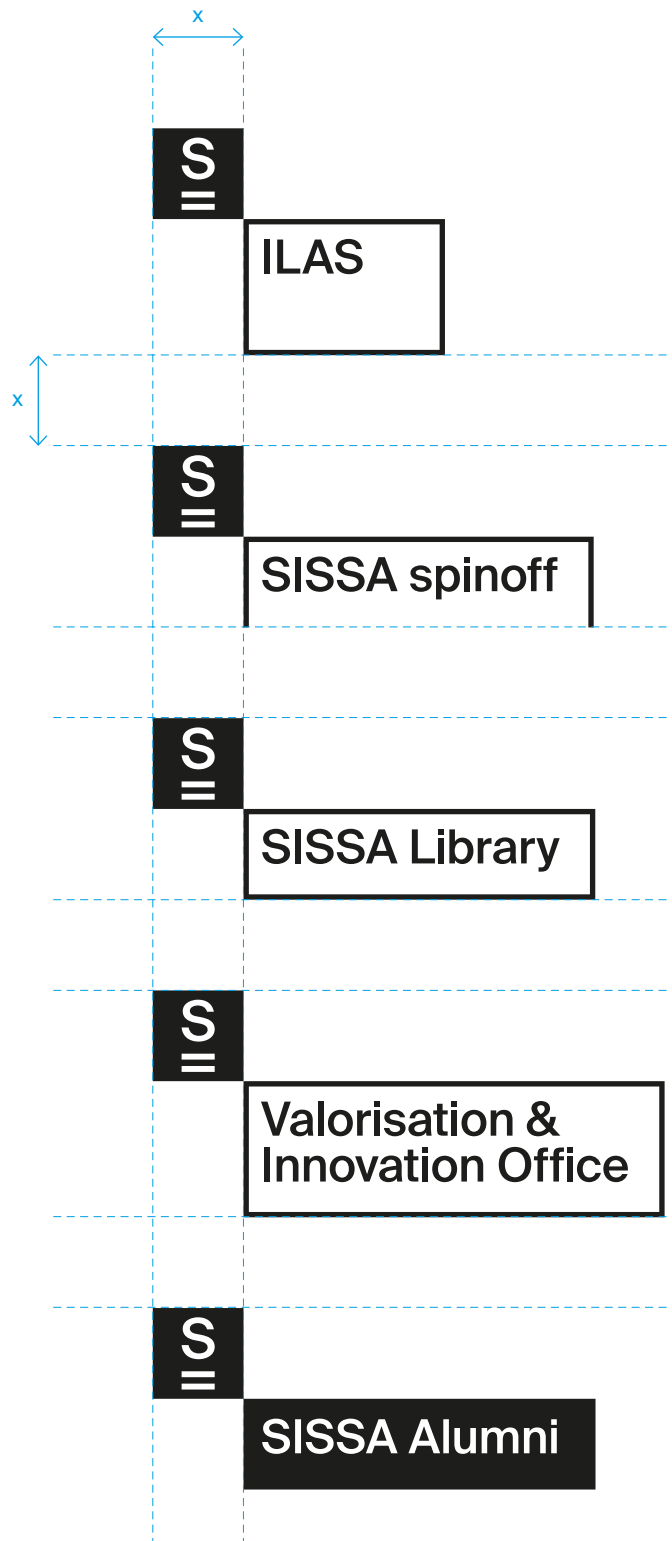 x
S
ILAS
x
S
SISSA spinoff
S
SISSA Library
S
Valorisation &
Innovation Office
S
SISSA Alumni